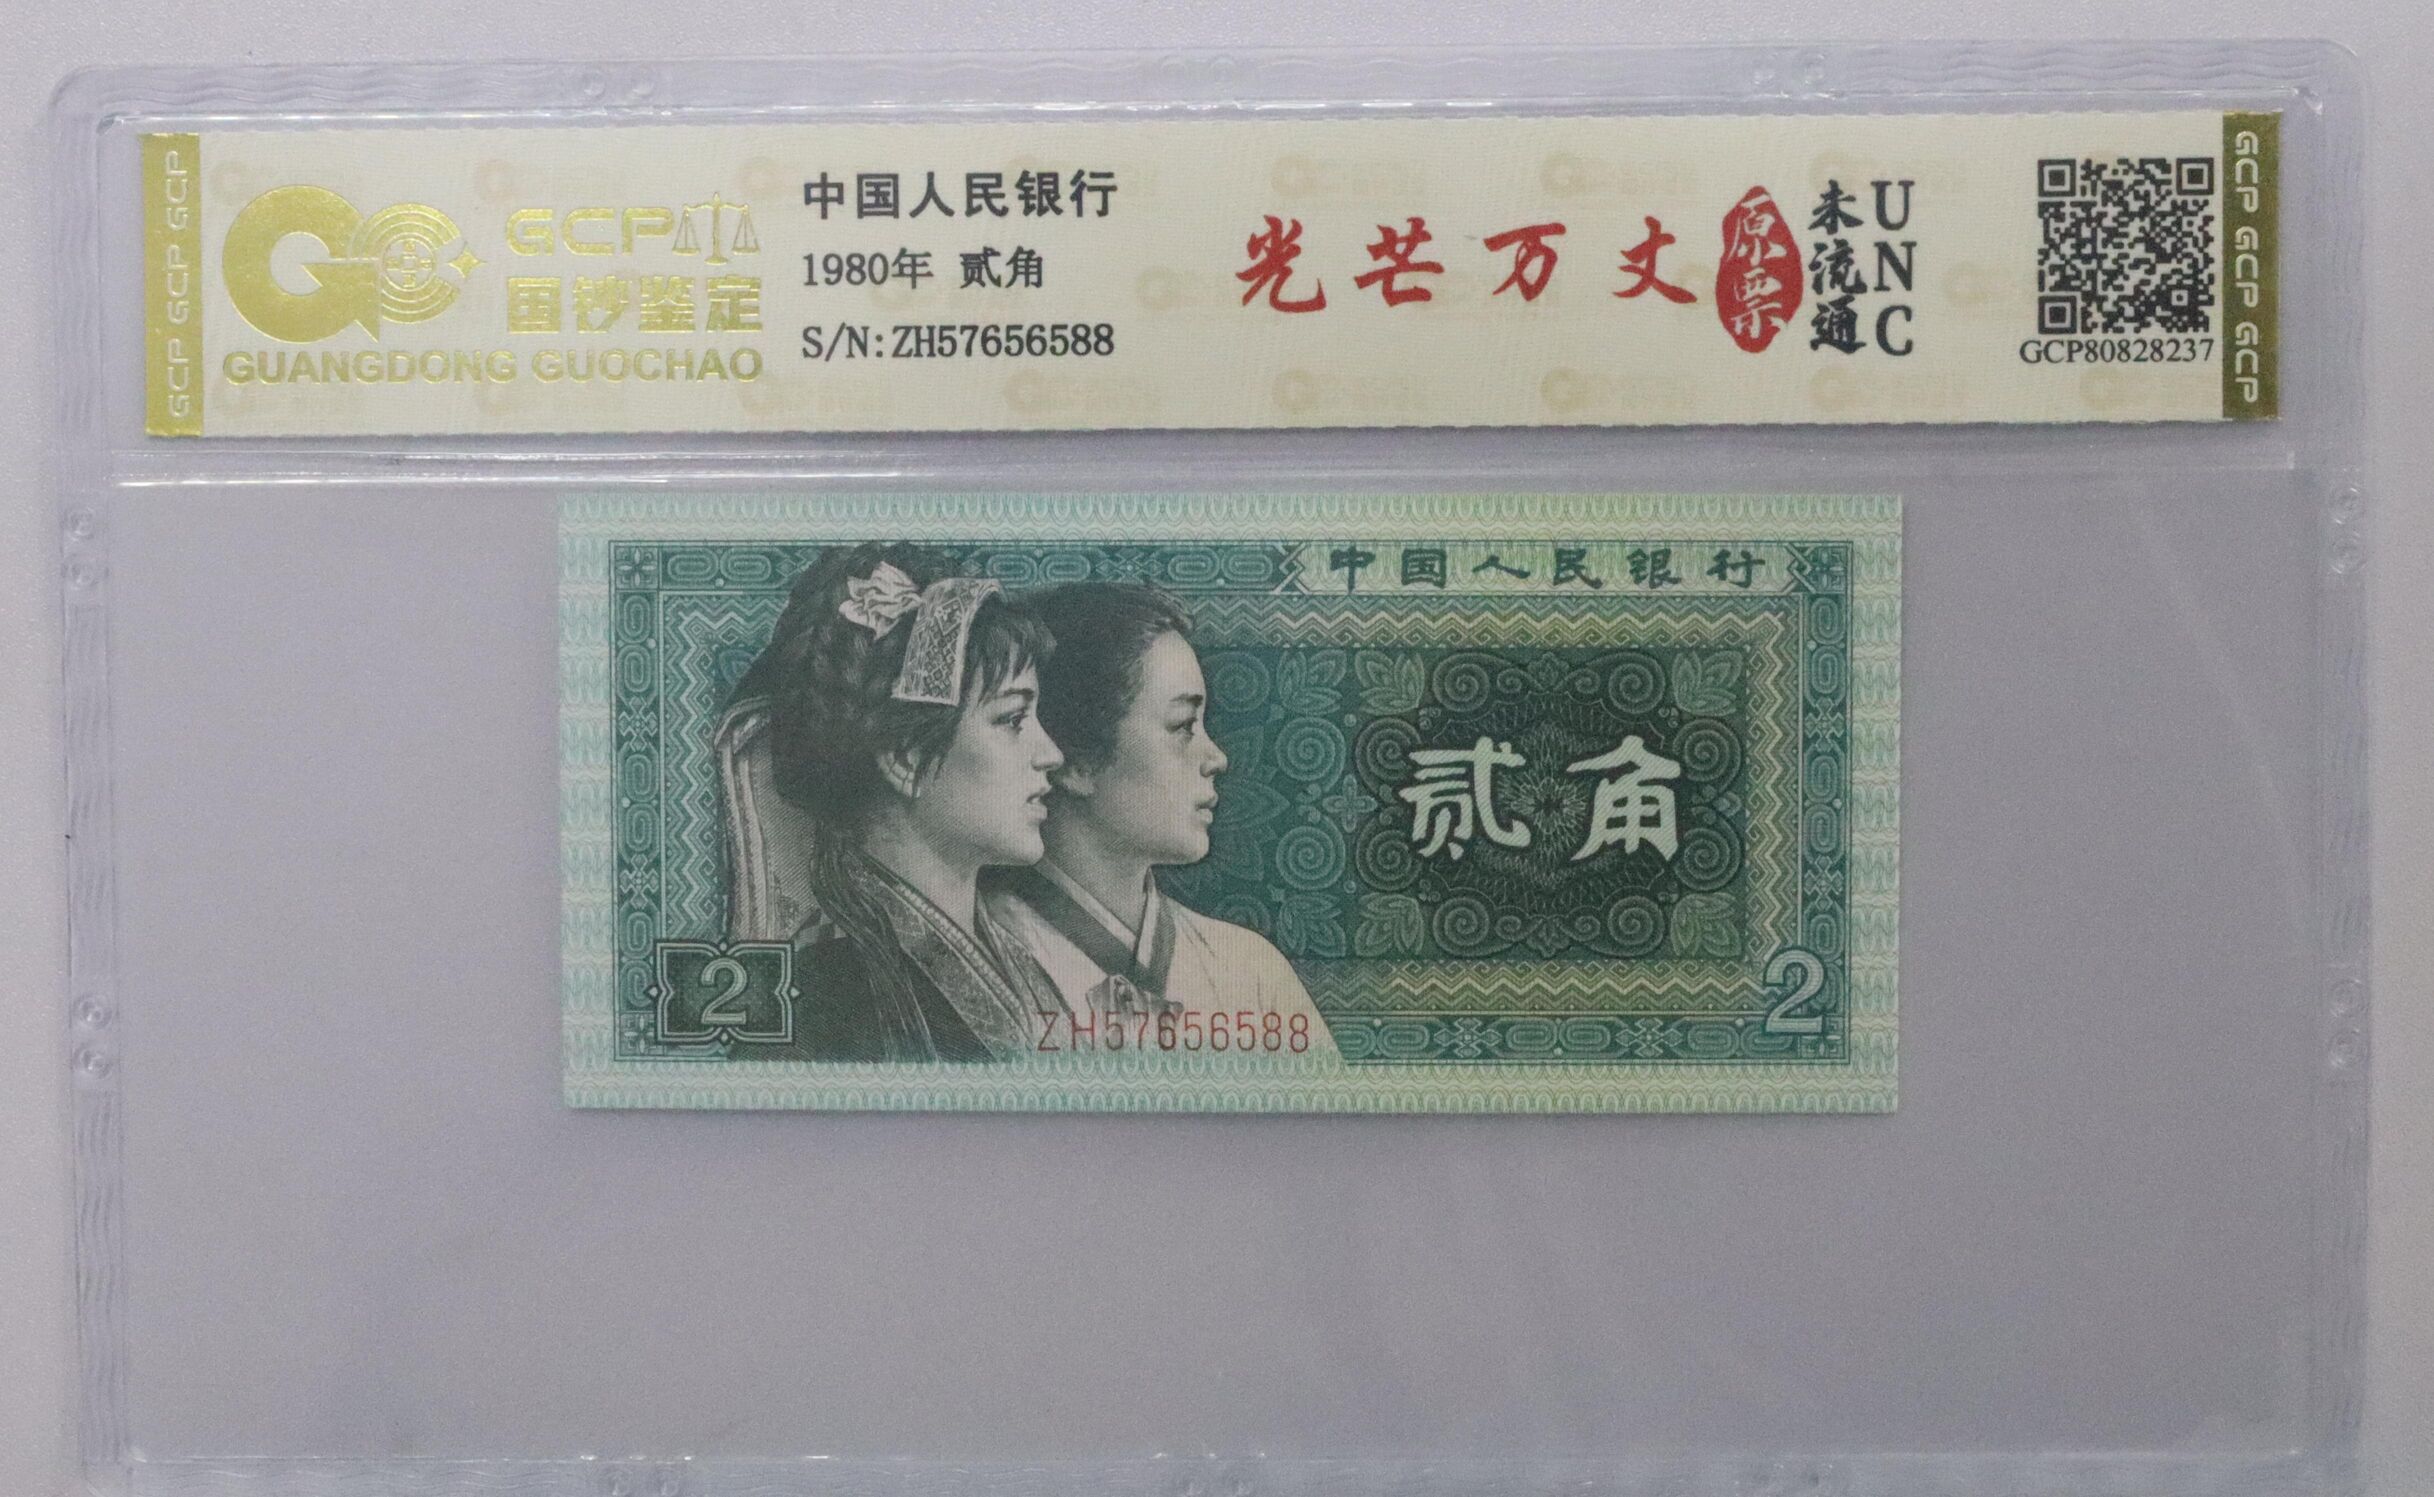 GCP GCP GCP
GCP
国钞鉴定
GUANGDONG GUOCHAO
中国人民银行
1980年 贰角
S/N:ZH57656588
光芒万丈
原票
未流通
UNC
GCP80828237
GCP GCP GCP
中国人民银行
贰角
2
2
ZH57656588